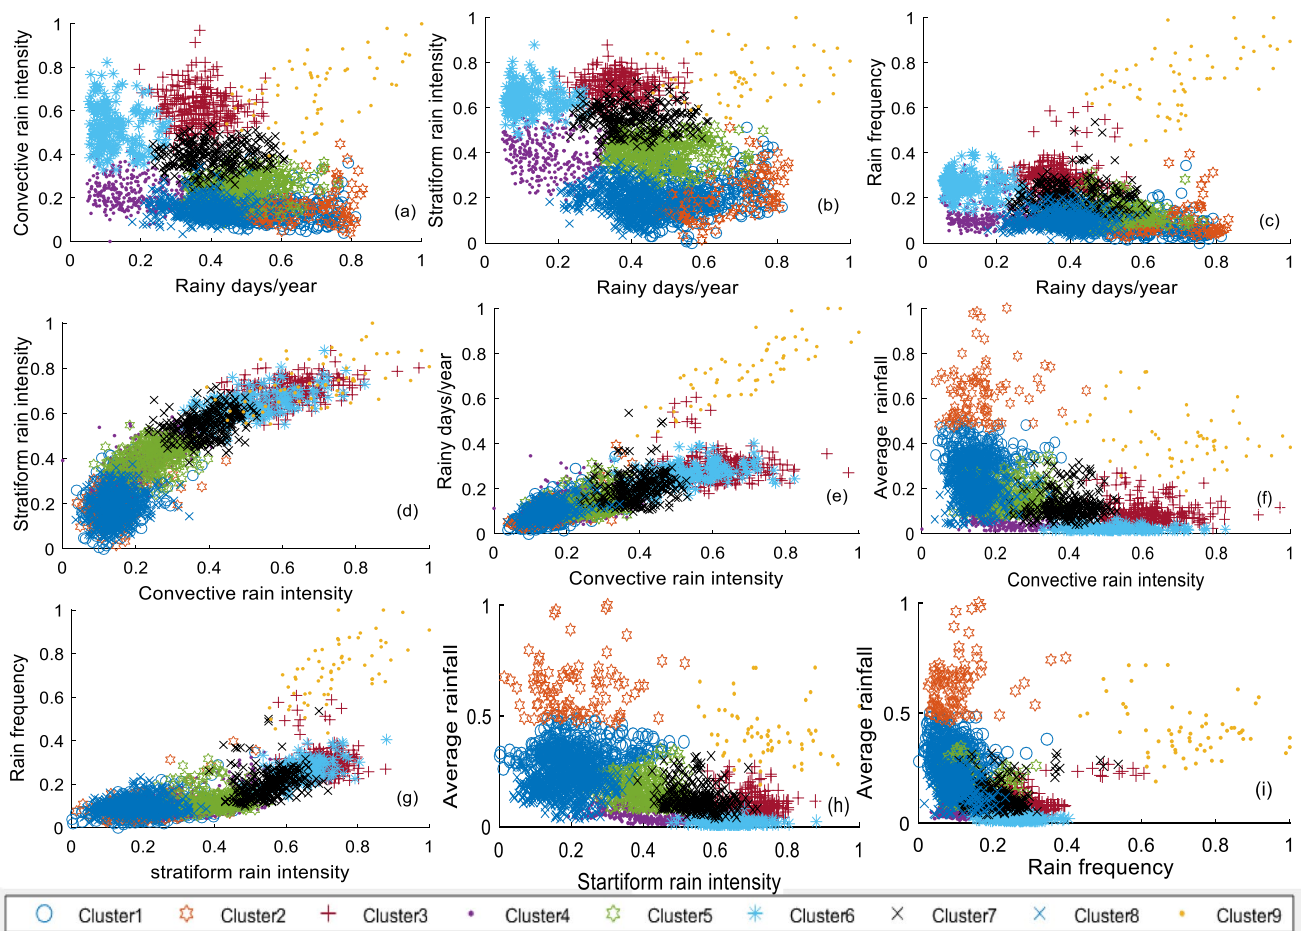 Convective rain intensity
1
0.8
0.6
0.4
0.2
0
(a)
0 0.2 0.4 0.6 0.8 1
Rainy days/year
Stratiform rain intensity
1
0.8
0.6
0.4
0.2
0
(b)
0 0.2 0.4 0.6 0.8 1
Rainy days/year
Rain frequency
1
0.8
0.6
0.4
0.2
0
(c)
0 0.2 0.4 0.6 0.8 1
Rainy days/year
Stratiform rain intensity
1
0.8
0.6
0.4
0.2
0
(d)
0 0.2 0.4 0.6 0.8 1
Convective rain intensity
Rainy days/year
1
0.8
0.6
0.4
0.2
0
(e)
0 0.2 0.4 0.6 0.8 1
Convective rain intensity
Average rainfall
1
0.8
0.6
0.4
0.2
0
(f)
0 0.2 0.4 0.6 0.8 1
Convective rain intensity
Rain frequency
1
0.8
0.6
0.4
0.2
0
(g)
0 0.2 0.4 0.6 0.8 1
stratiform rain intensity
Average rainfall
1
0.5
0
(h)
0 0.2 0.4 0.6 0.8 1
Startiform rain intensity
Average rainfall
1
0.5
0
(i)
0 0.2 0.4 0.6 0.8 1
Rain frequency
Cluster1 Cluster2 Cluster3 Cluster4 Cluster5 Cluster6 Cluster7 Cluster8 Cluster9